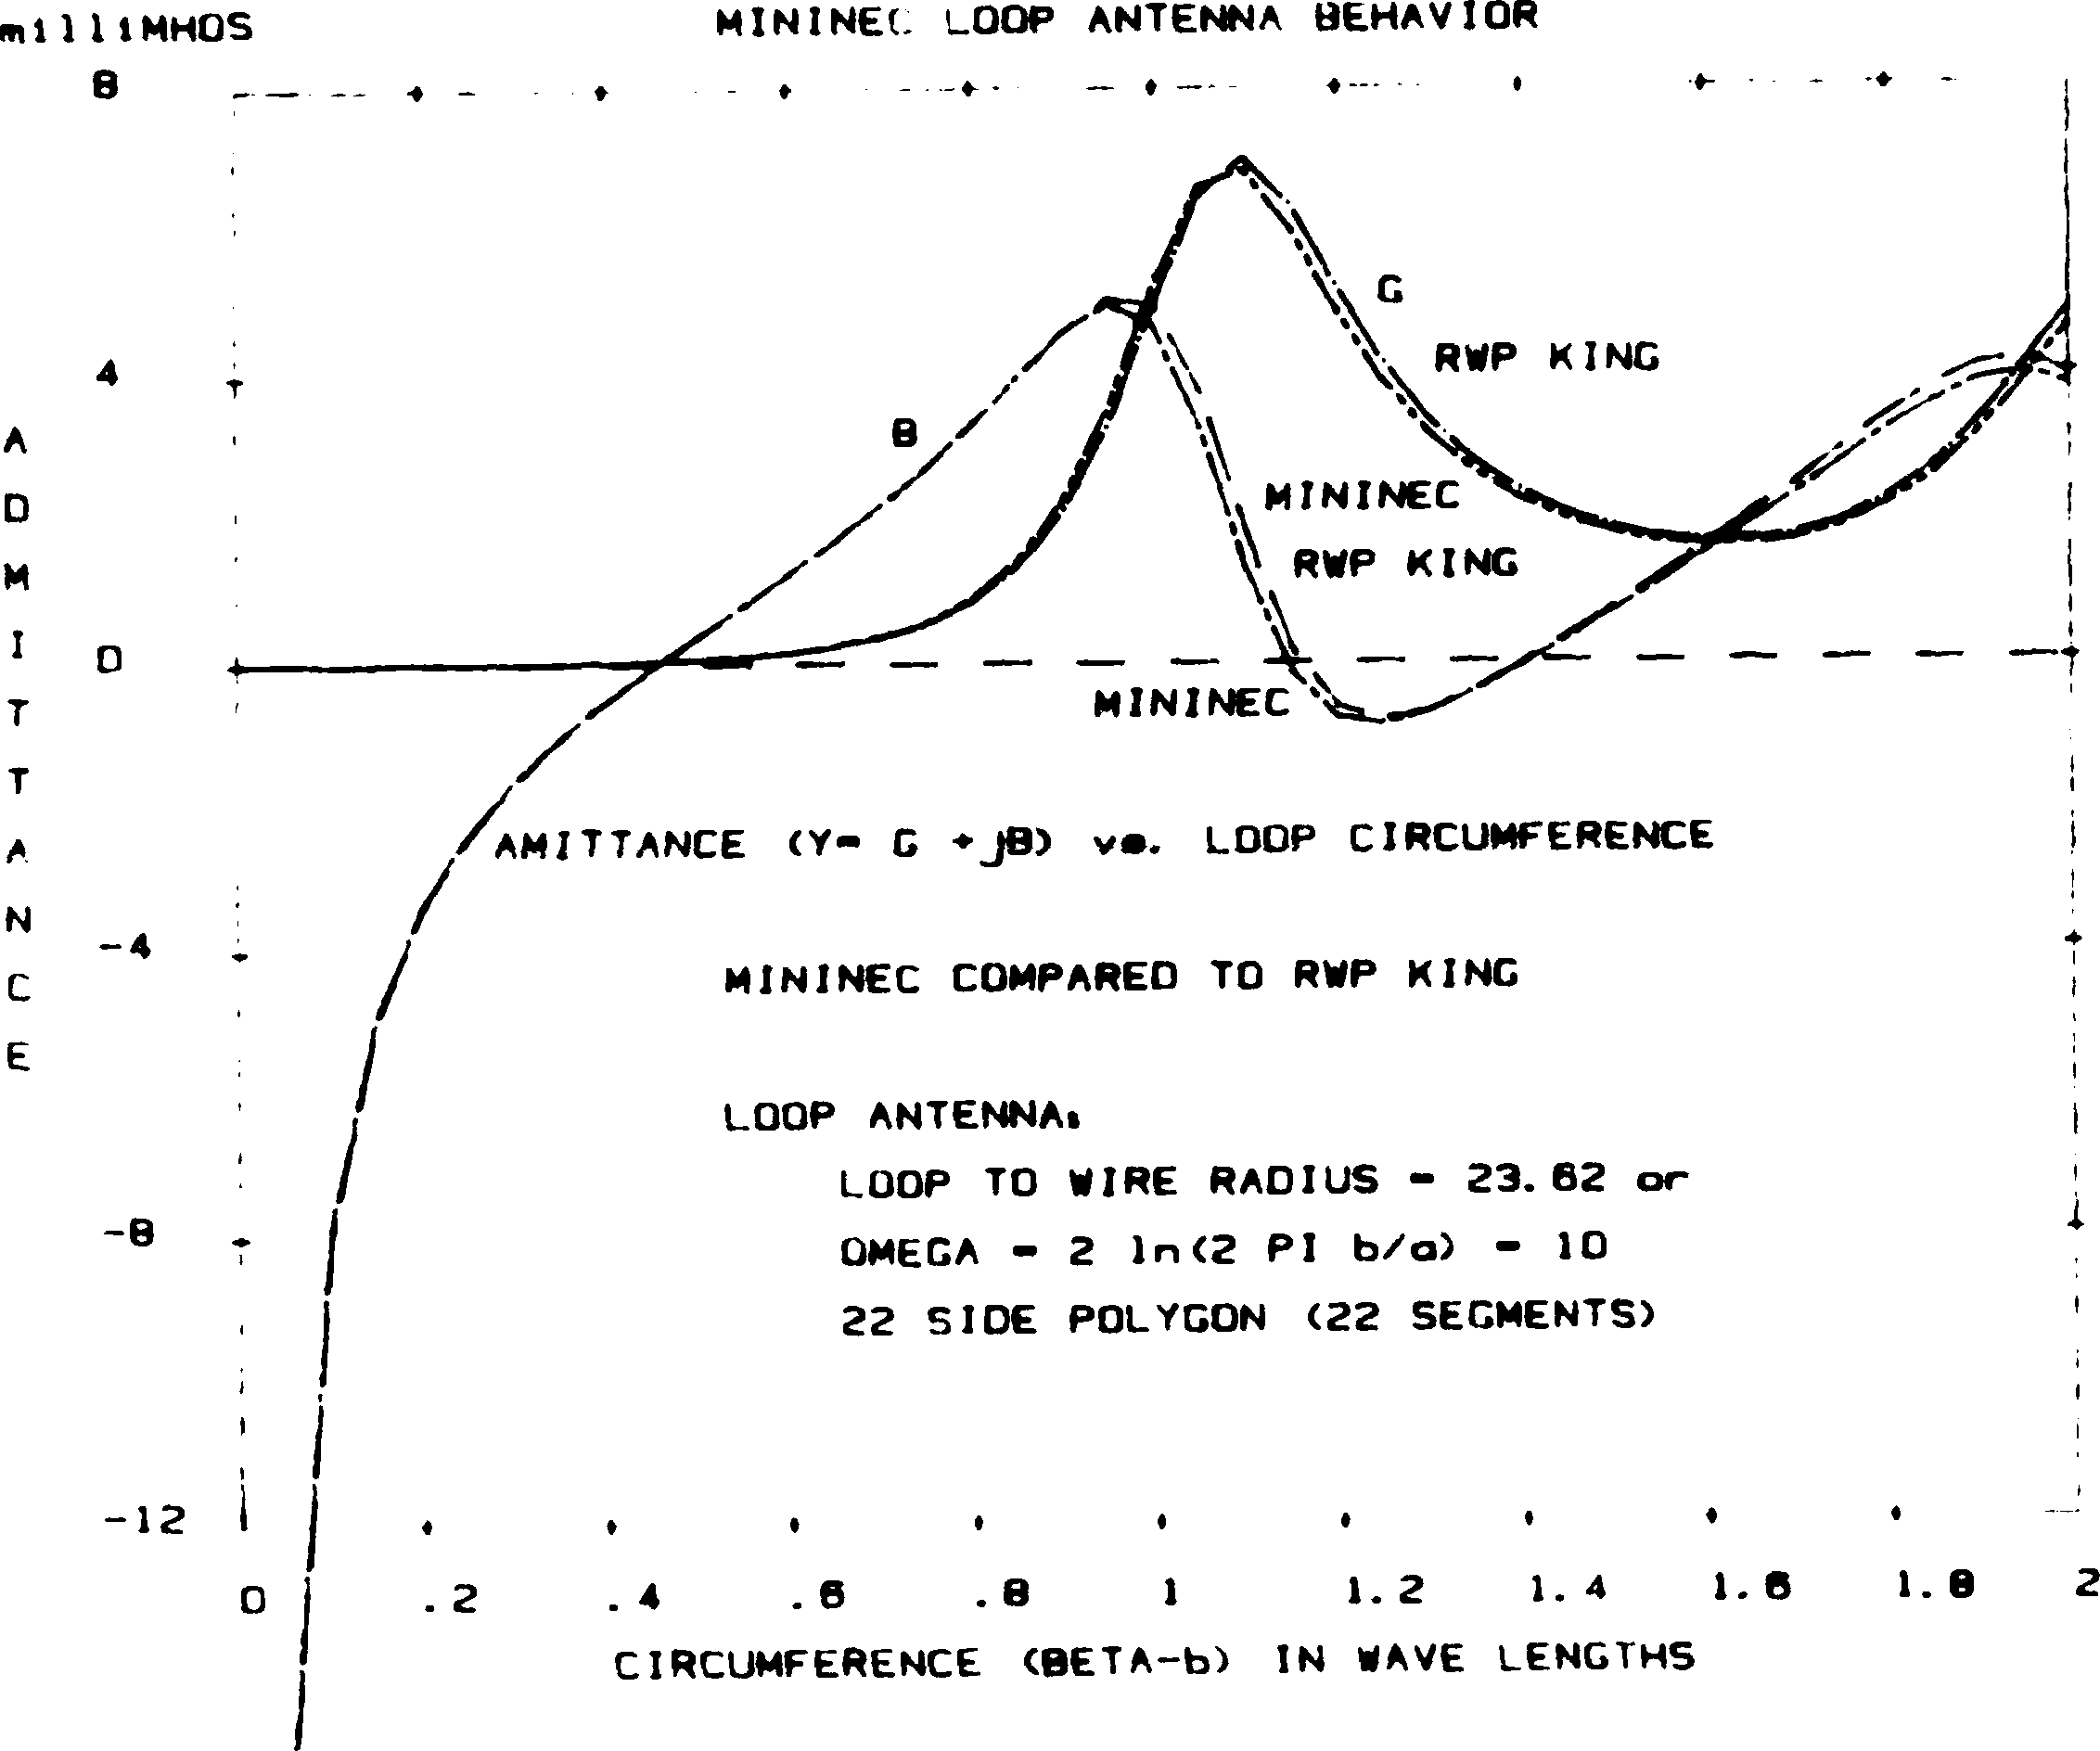 milliMHOS
MININEC LOOP ANTENNA BEHAVIOR
8
4
0
-4
-8
-12
ADMITTANCE
B
G
RWP KING
MININEC
RWP KING
MININEC
AMITTANCE (Y= G +jB) vs. LOOP CIRCUMFERENCE
MININEC COMPARED TO RWP KING
LOOP ANTENNA:
LOOP TO WIRE RADIUS = 23.62 or
OMEGA = 2 ln(2 PI b/a) = 10
22 SIDE POLYGON (22 SEGMENTS)
0 .2 .4 .6 .8 1 1.2 1.4 1.6 1.8 2
CIRCUMFERENCE (BETA-b) IN WAVE LENGTHS